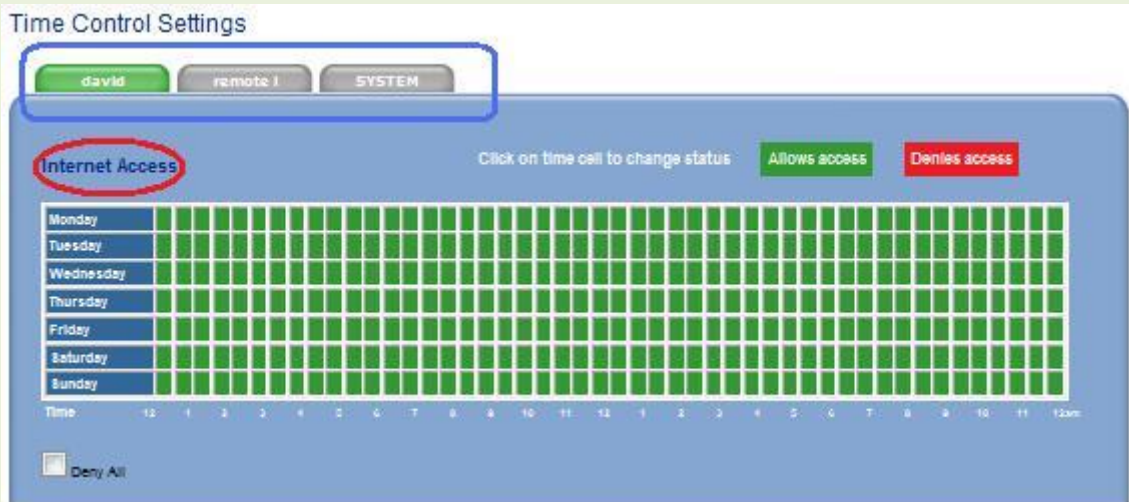 Time Control Settings
david remote l SYSTEM
Internet Access Click on time cell to change status Allows access Denies access
Monday
Tuesday
Wednesday
Thursday
Friday
Saturday
Sunday
Time 12 1 2 3 4 5 6 7 8 9 10 11 12 1 2 3 4 5 6 7 8 9 10 11 12am
Deny All